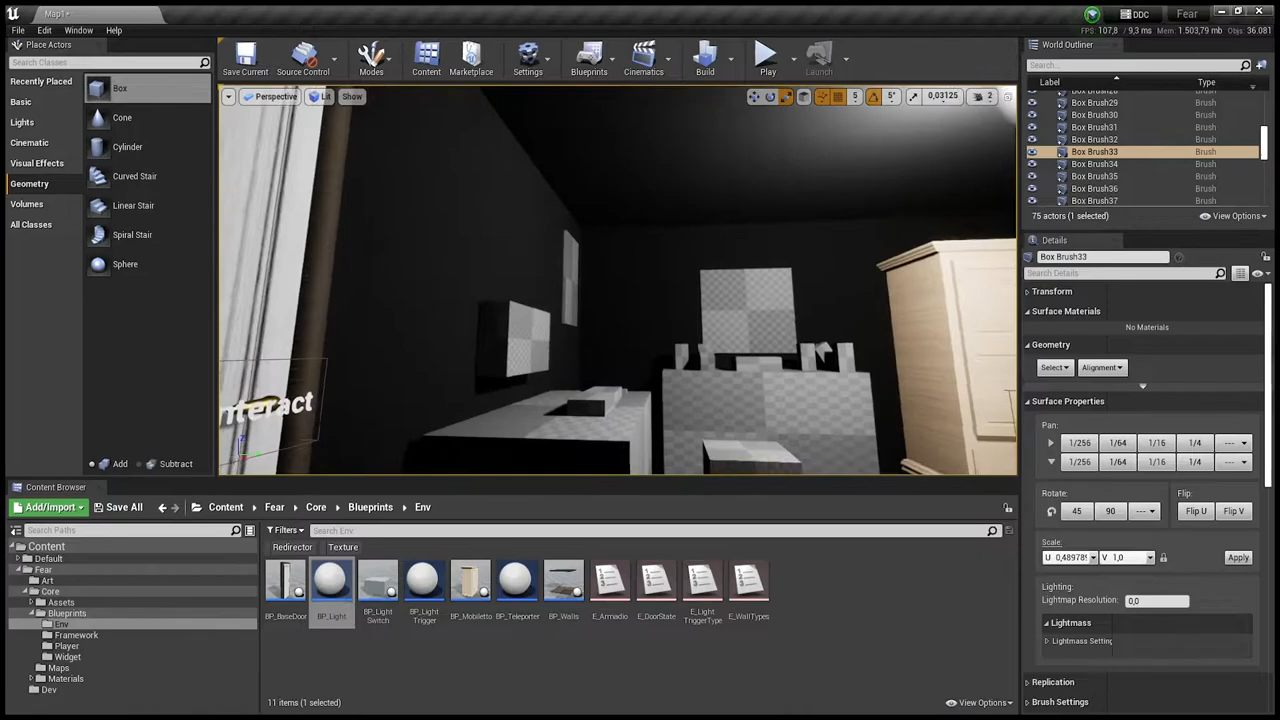 Map1*
DDC
Fear
File Edit Window Help
FPS: 107,8 / 9,3 ms Mem: 1.503,79 mb Objs: 36.081
Place Actors
Search Classes
Recently Placed
Basic
Lights
Cinematic
Visual Effects
Geometry
Volumes
All Classes
Box
Cone
Cylinder
Curved Stair
Linear Stair
Spiral Stair
Sphere
Add Subtract
Save Current Source Control Modes Content Marketplace Settings Blueprints Cinematics Build Play Launch
Perspective Lit Show
5 5° 0,03125 2
nteract
World Outliner
Search...
Label Type
Box Brush29 Brush
Box Brush30 Brush
Box Brush31 Brush
Box Brush32 Brush
Box Brush33 Brush
Box Brush34 Brush
Box Brush35 Brush
Box Brush36 Brush
Box Brush37 Brush
75 actors (1 selected) View Options
Details
Box Brush33
Search Details
Transform
Surface Materials
No Materials
Geometry
Select Alignment
Surface Properties
Pan:
1/256 1/64 1/16 1/4 ---
1/256 1/64 1/16 1/4 ---
Rotate: Flip:
45 90 --- Flip U Flip V
Scale:
U 0,489789 V 1,0 Apply
Lighting:
Lightmap Resolution: 0,0
Lightmass
Lightmass Setting
Replication
Brush Settings
Content Browser
Add/Import Save All Content Fear Core Blueprints Env
Search Paths
Filters Search Env
Redirector Texture
Content
Default
Fear
Art
Core
Assets
Blueprints
Env
Framework
Player
Widget
Maps
Materials
Dev
BP_BaseDoor BP_Light BP_Light Switch BP_Light Trigger BP_Mobiletto BP_Teleporter BP_Walls E_Armadio E_DoorState E_Light TriggerType E_WallTypes
11 items (1 selected) View Options